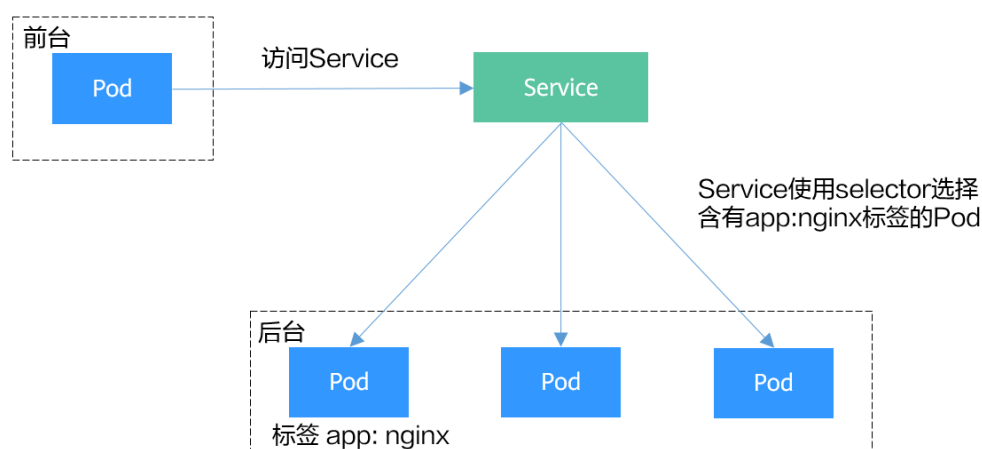 前台
Pod
访问Service
Service
Service使用selector选择
含有app:nginx标签的Pod
后台
Pod
Pod
Pod
标签 app: nginx